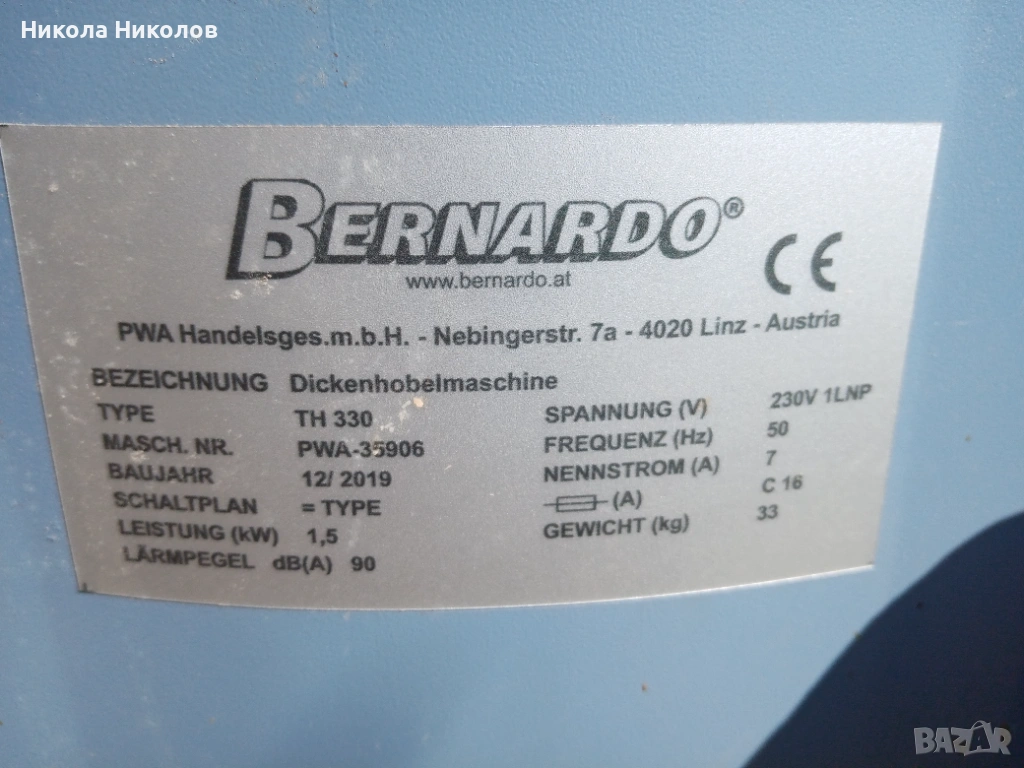 Никола Николов
BERNARDO®
www.bernardo.at
CE
PWA Handelsges.m.b.H. - Nebingerstr. 7a - 4020 Linz - Austria
BEZEICHNUNG Dickenhobelmaschine
TYPE TH 330
MASCH. NR. PWA-35906
BAUJAHR 12/ 2019
SCHALTPLAN = TYPE
LEISTUNG (kW) 1,5
LÄRMPEGEL dB(A) 90
SPANNUNG (V) 230V 1LNP
FREQUENZ (Hz) 50
NENNSTROM (A) 7
(A) C 16
GEWICHT (kg) 33
BAZAR